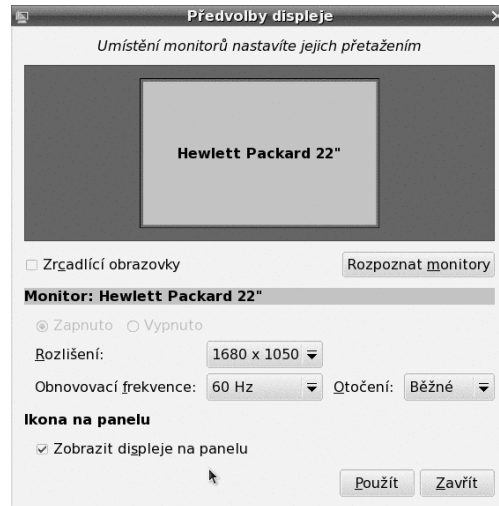 Předvolby displeje
Umístění monitorů nastavíte jejich přetažením
Hewlett Packard 22"
Zrcadlící obrazovky
Rozpoznat monitory
Monitor: Hewlett Packard 22"
Zapnuto Vypnuto
Rozlišení: 1680 x 1050
Obnovovací frekvence: 60 Hz Otočení: Běžné
Ikona na panelu
Zobrazit displeje na panelu
Použít Zavřít